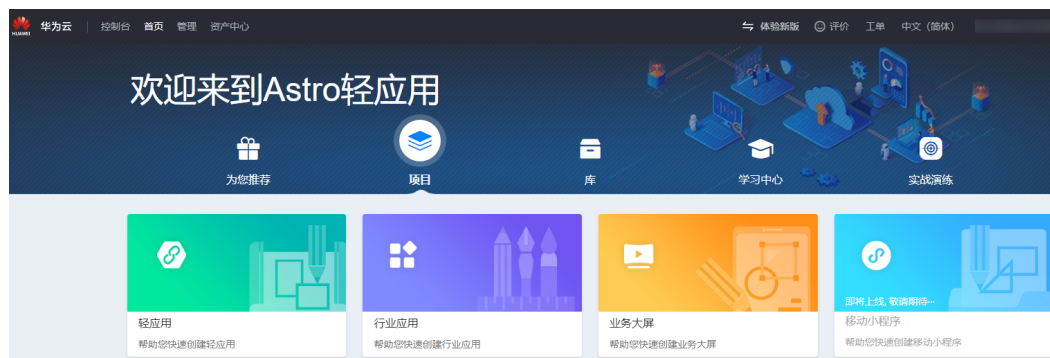 HUAWEI 华为云 控制台 首页 管理 资产中心 体验新版 评价 工单 中文（简体）
欢迎来到Astro轻应用
为您推荐 项目 库 学习中心 实战演练
即将上线, 敬请期待...
轻应用 行业应用 业务大屏 移动小程序
帮助您快速创建轻应用 帮助您快速创建行业应用 帮助您快速创建业务大屏 帮助您快速创建移动小程序